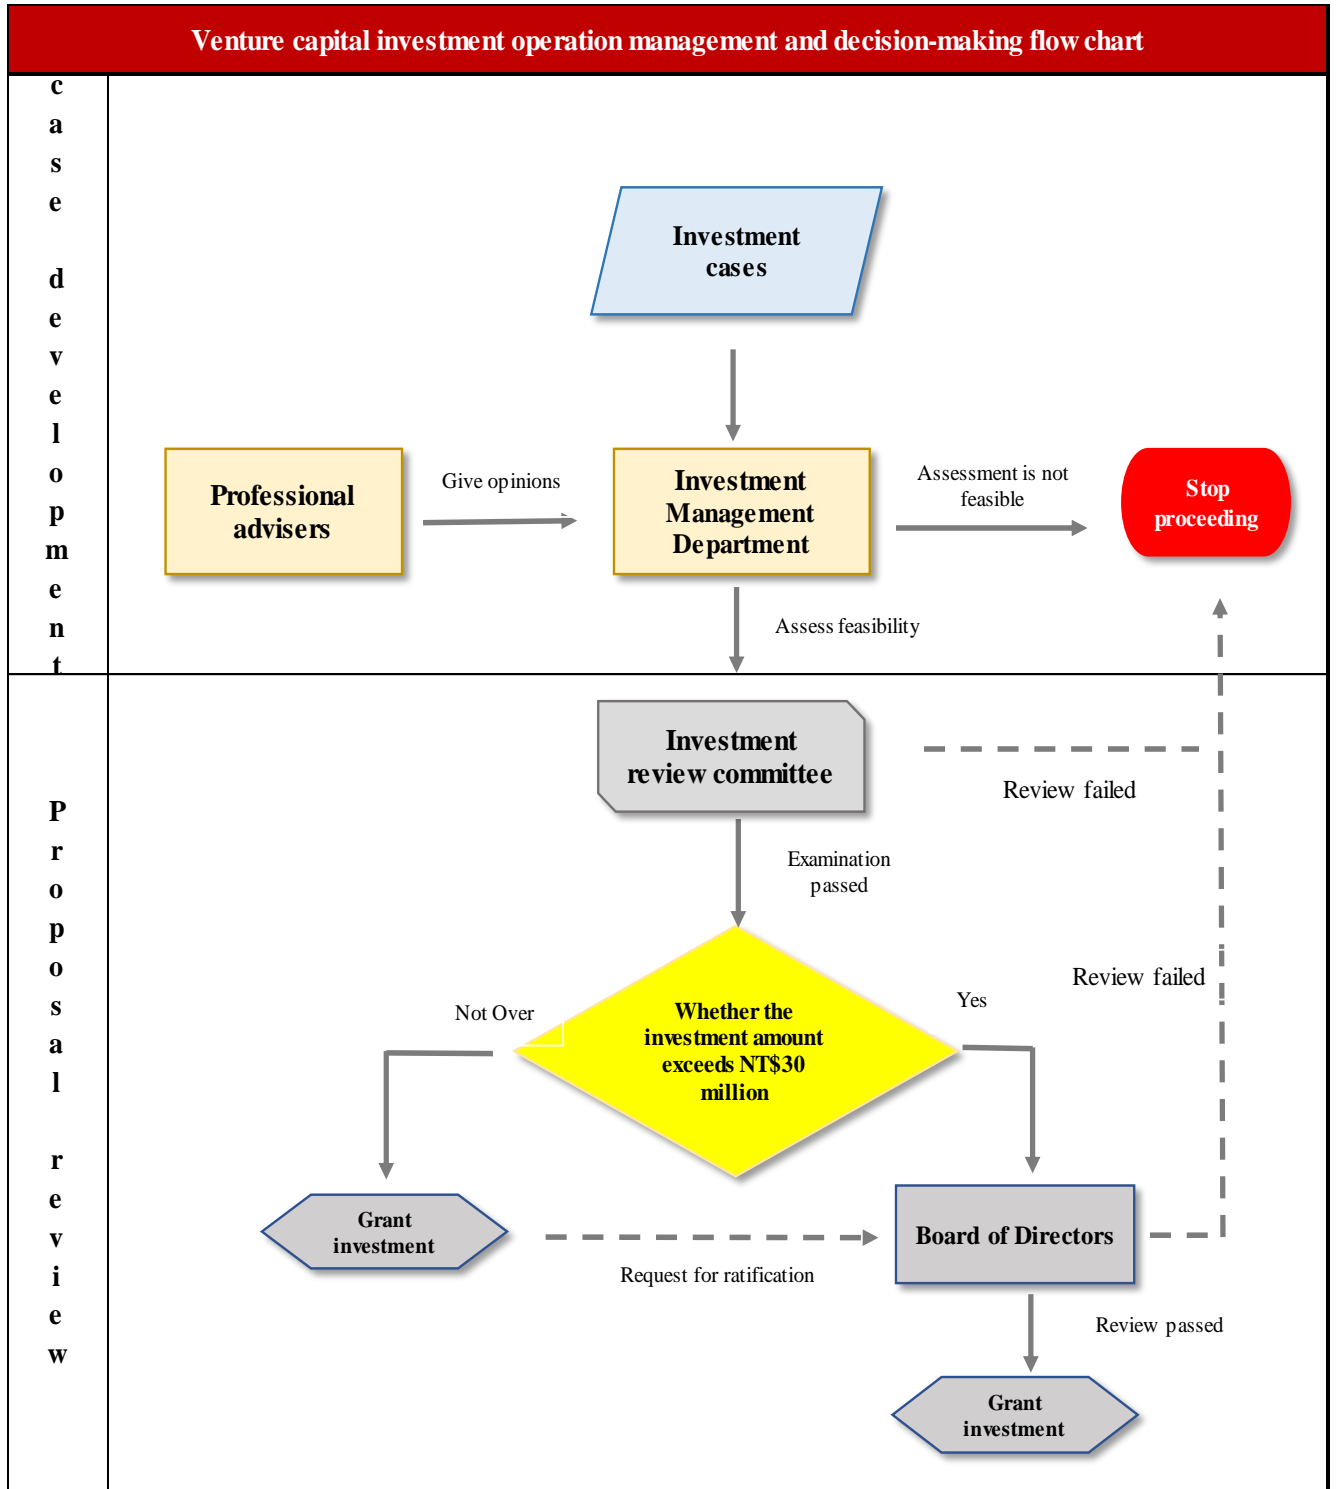 Venture capital investment operation management and decision-making flow chart
case development
Investment
cases
Professional
advisers
Give opinions
Investment
Management
Department
Assessment is not
feasible
Stop
proceeding
Assess feasibility
Proposal review
Investment
review committee
Review failed
Examination
passed
Review failed
Not Over
Whether the
investment amount
exceeds NT$30
million
Yes
Grant
investment
Request for ratification
Board of Directors
Review passed
Grant
investment